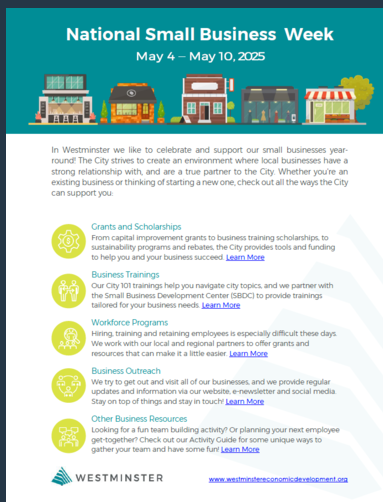 National Small Business Week
May 4 – May 10, 2025
In Westminster we like to celebrate and support our small businesses year-
round! The City strives to create an environment where local businesses have a
strong relationship with, and are a true partner to the City. Whether you're an
existing business or thinking of starting a new one, check out all the ways the City
can support you:
Grants and Scholarships
From capital improvement grants to business training scholarships, to
sustainability programs and rebates, the City provides tools and funding
to help you and your business succeed. Learn More
Business Trainings
Our City 101 trainings help you navigate city topics, and we partner with
the Small Business Development Center (SBDC) to provide trainings
tailored for your business needs. Learn More
Workforce Programs
Hiring, training and retaining employees is especially difficult these days.
We work with our local and regional partners to offer grants and
resources that can make it a little easier. Learn More
Business Outreach
We try to get out and visit all of our businesses, and we provide regular
updates and information via our website, e-newsletter and social media.
Stay on top of things and stay in touch! Learn More
Other Business Resources
Looking for a fun team building activity? Or planning your next employee
get-together? Check out our Activity Guide for some unique ways to
gather your team and have some fun! Learn More
WESTMINSTER
www.westminstereconomicdevelopment.org